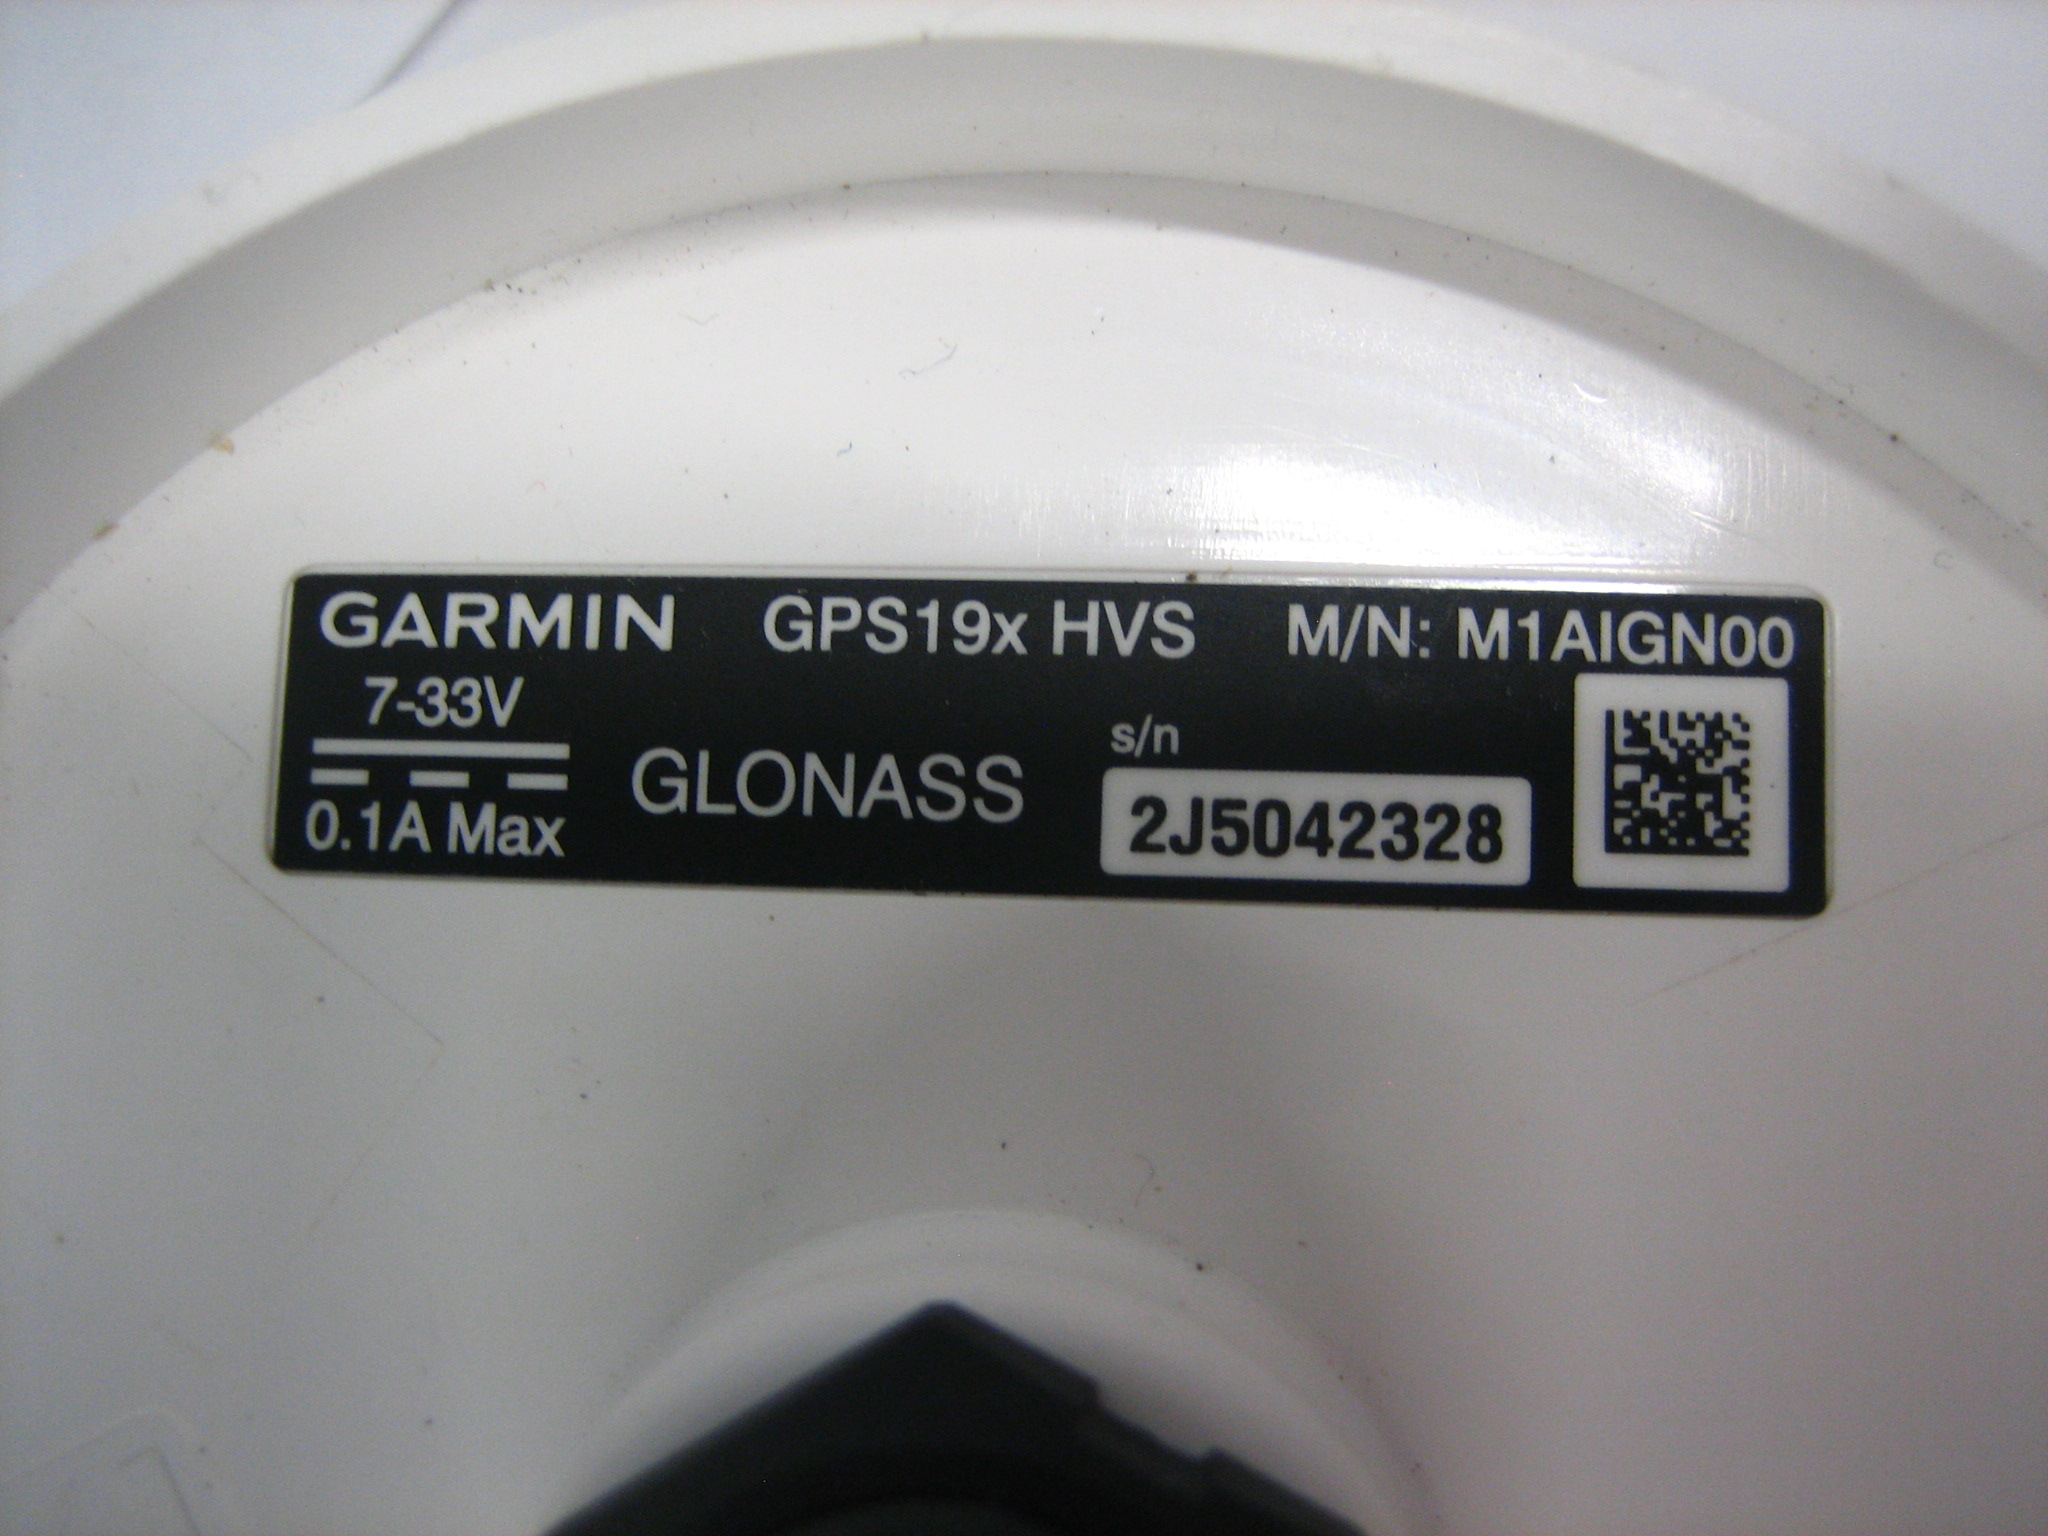 GARMIN GPS19x HVS M/N: M1AIGN00
7-33V
0.1A Max
GLONASS
s/n
2J5042328